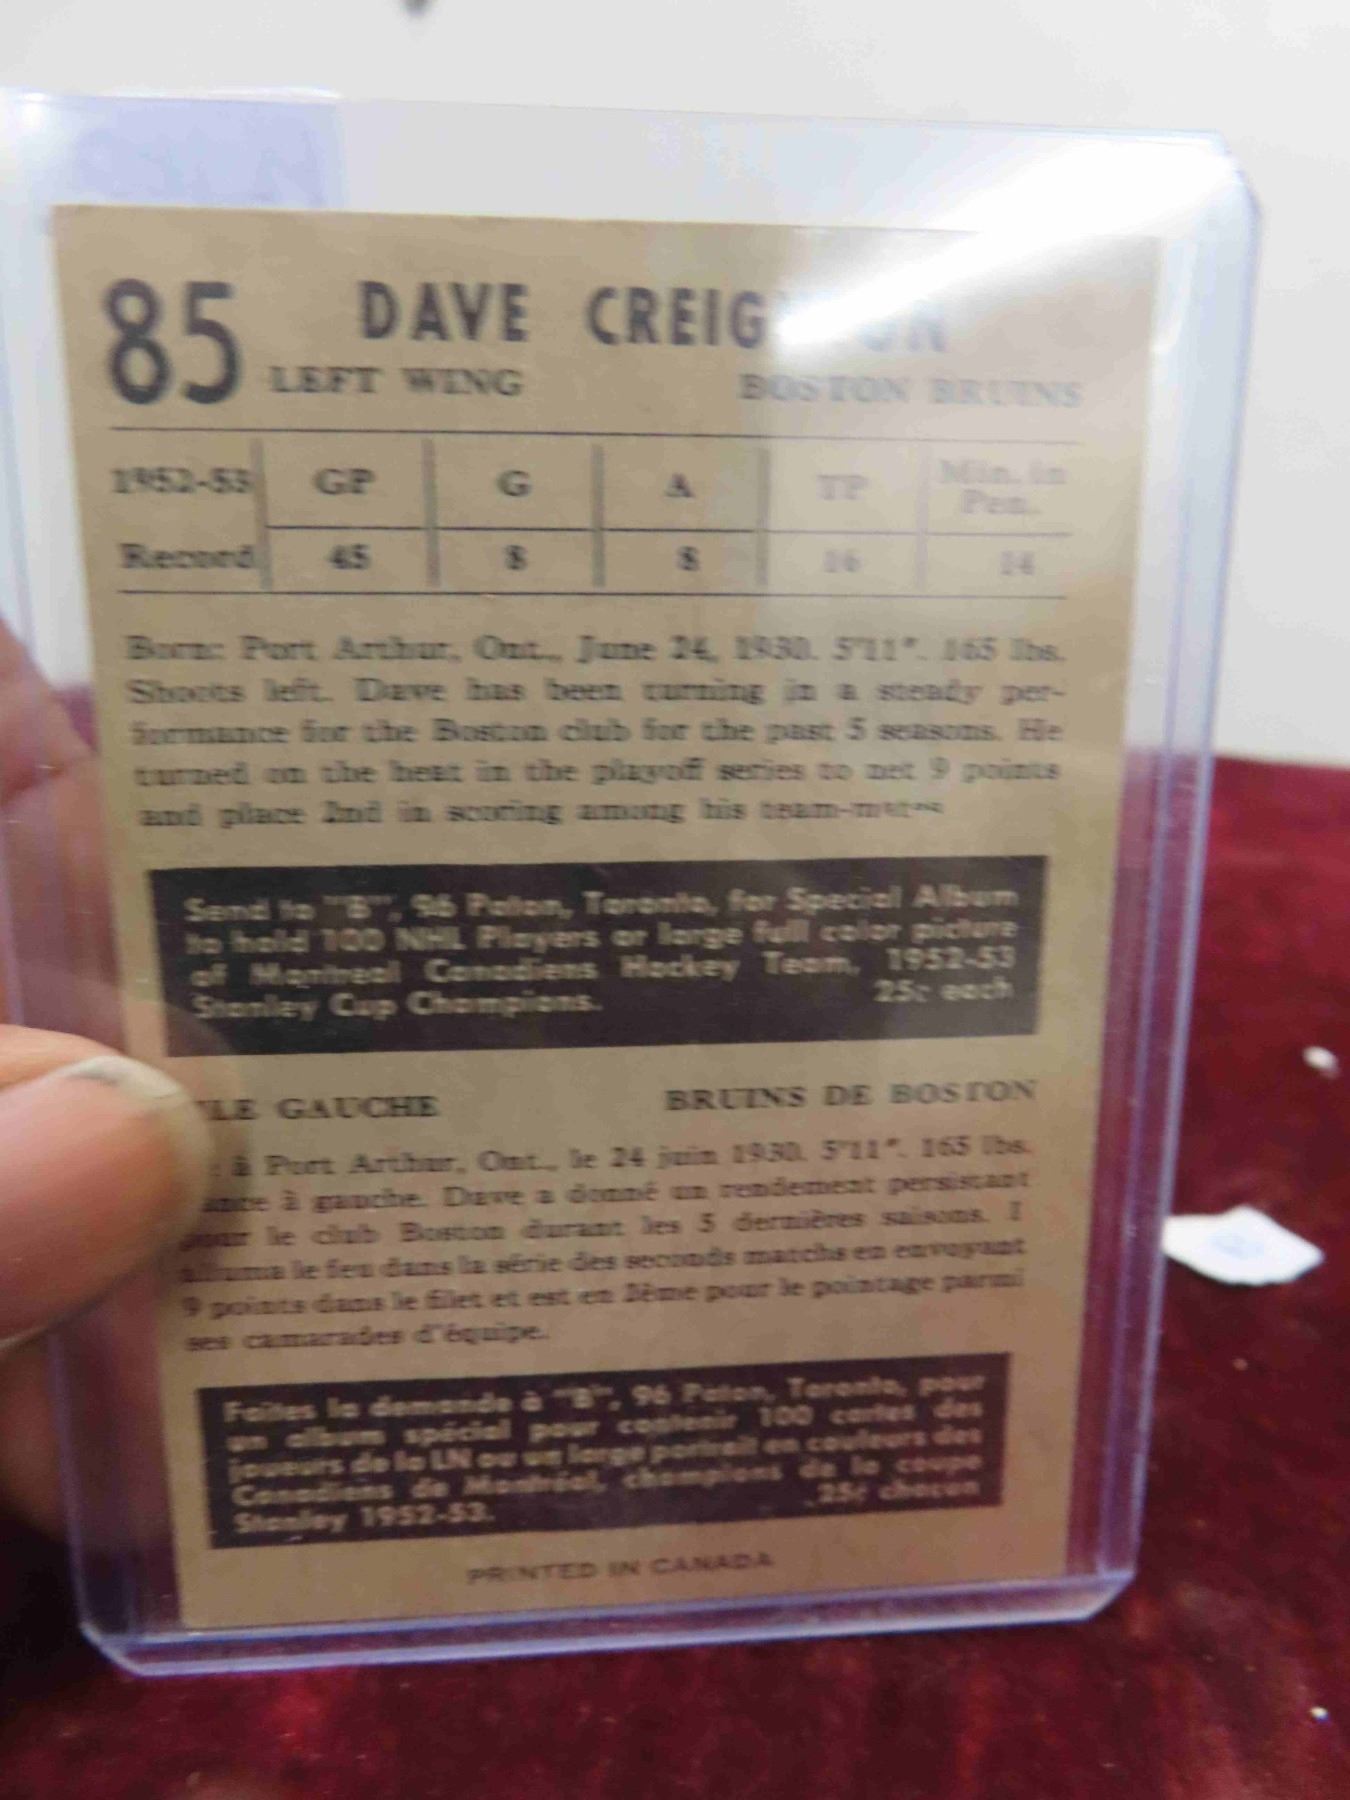 85 DAVE CREIG
LEFT WING BOSTON BRUINS
1952-53 GP G A TP Min. in Pen.
Record 45 8 8 16 14
Born: Port Arthur, Ont., June 24, 1930. 5'11". 165 lbs.
Shoots left. Dave has been turning in a steady per-
formance for the Boston club for the past 5 seasons. He
turned on the heat in the playoff series to net 9 points
and place 2nd in scoring among his team-mates
Send to "B", 96 Paton, Toronto, for Special Album
to hold 100 NHL Players or large full color picture
of Montreal Canadiens Hockey Team, 1952-53
Stanley Cup Champions. 25¢ each
LE GAUCHE BRUINS DE BOSTON
: à Port Arthur, Ont., le 24 juin 1930. 5'11". 165 lbs.
ance à gauche. Dave a donné un rendement persistant
pour le club Boston durant les 5 dernières saisons. I
alluma le feu dans la série des seconds matchs en envoyant
9 points dans le filet et est en 2ème pour le pointage parmi
ses camarades d'équipe.
Faites la demande à "B", 96 Paton, Toronto, pour
un album spécial pour contenir 100 cartes des
joueurs de la LN ou un large portrait en couleurs des
Canadiens de Montréal, champions de la coupe
Stanley 1952-53. 25¢ chacun
PRINTED IN CANADA